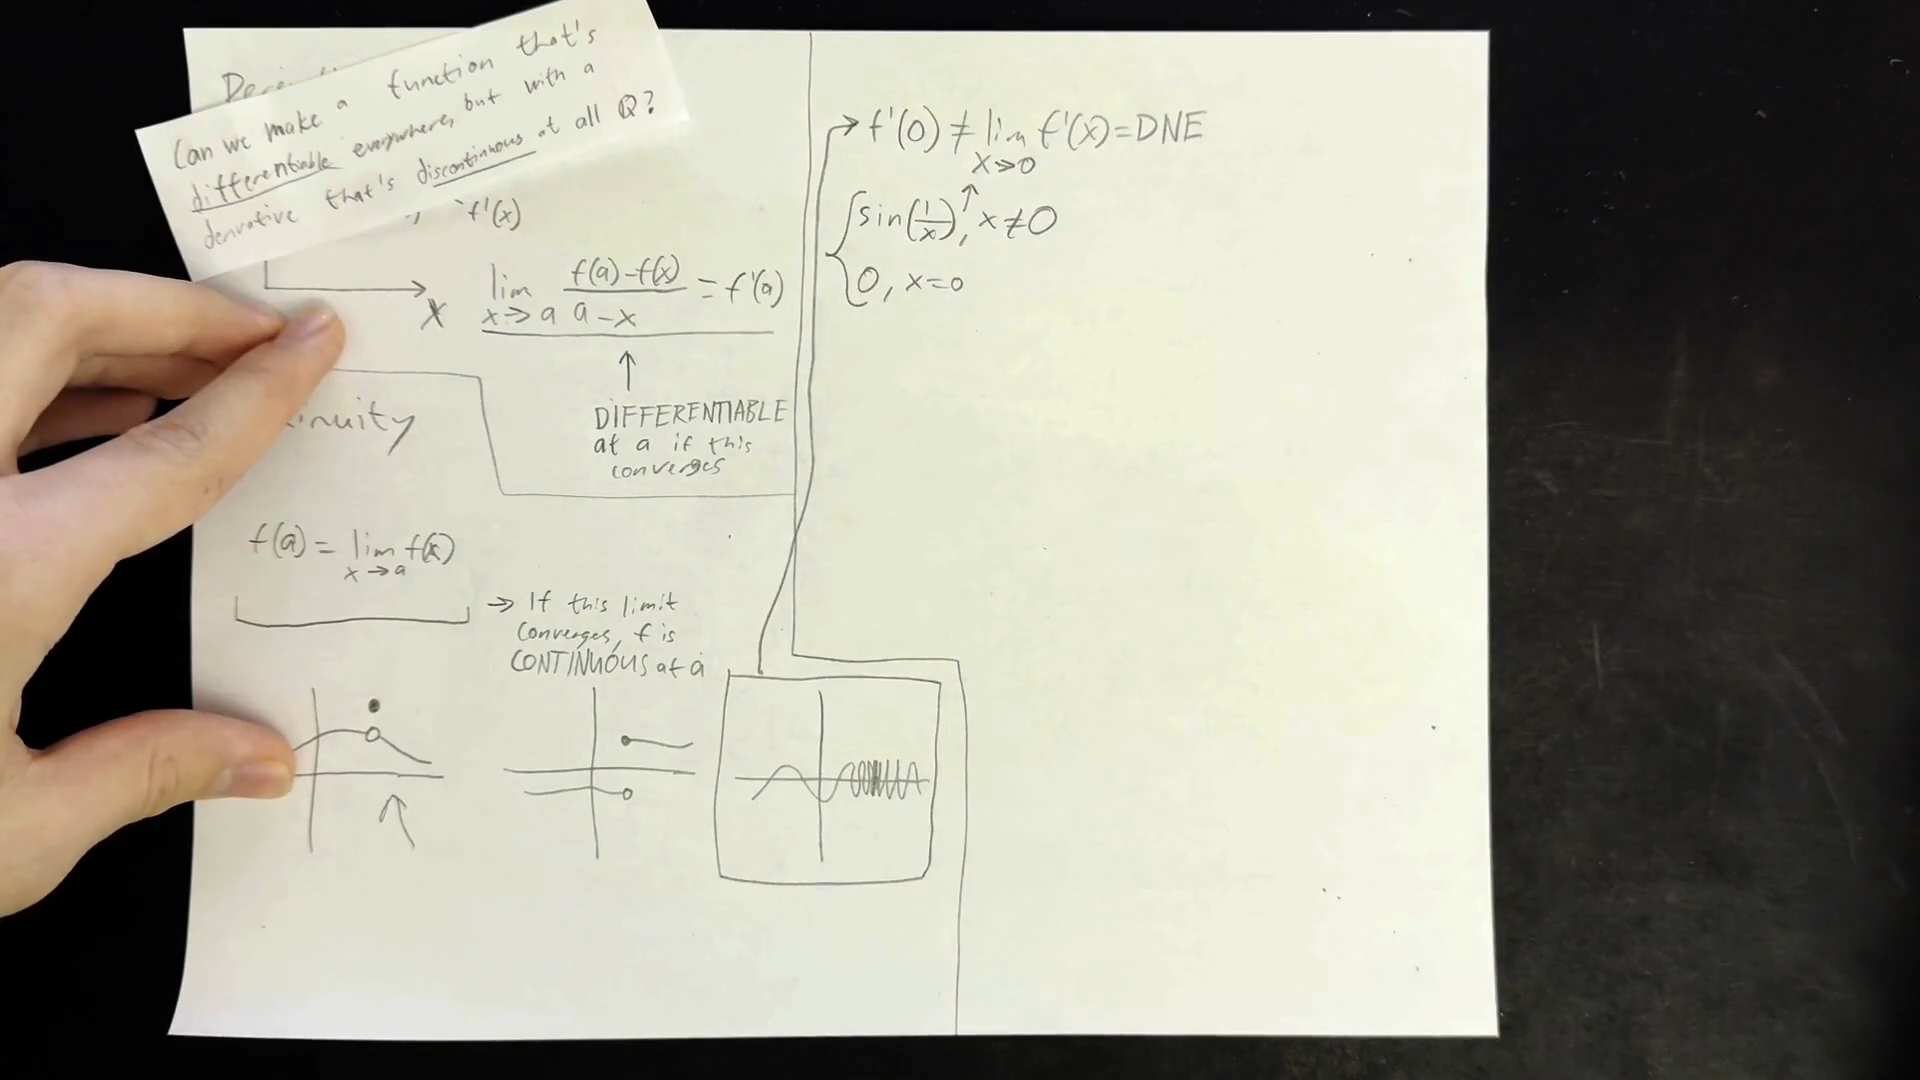 Can we make a function that's
differentiable everywhere, but with a
derivative that's discontinuous at all Q?
f'(x)
x
lim f(a)-f(x) = f'(a)
x→a a-x
DIFFERENTIABLE
at a if this
converges
inuity
f(a) = lim f(x)
x→a
→ If this limit
converges, f is
CONTINUOUS at a
f'(0) ≠ lim f'(x) = DNE
x→0
sin(1/x), x≠0
0, x=0